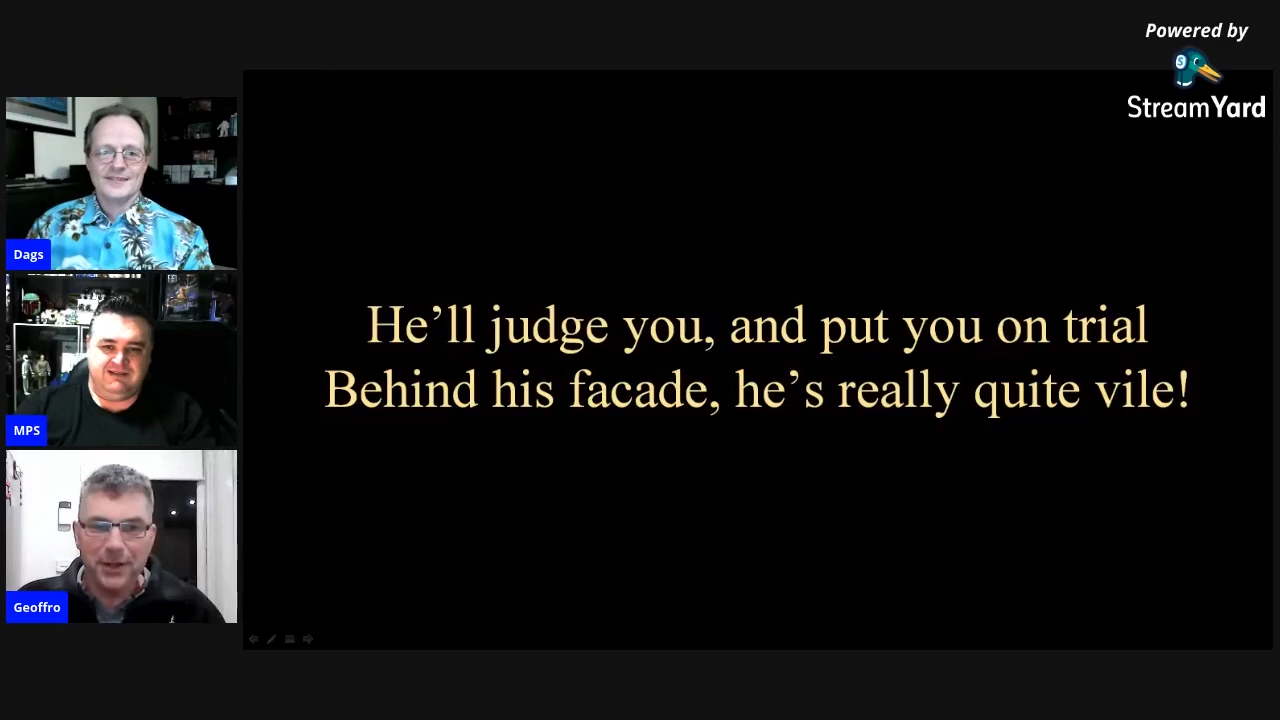 Powered by
StreamYard
Dags
MPS
Geoffro
He’ll judge you, and put you on trial
Behind his facade, he’s really quite vile!